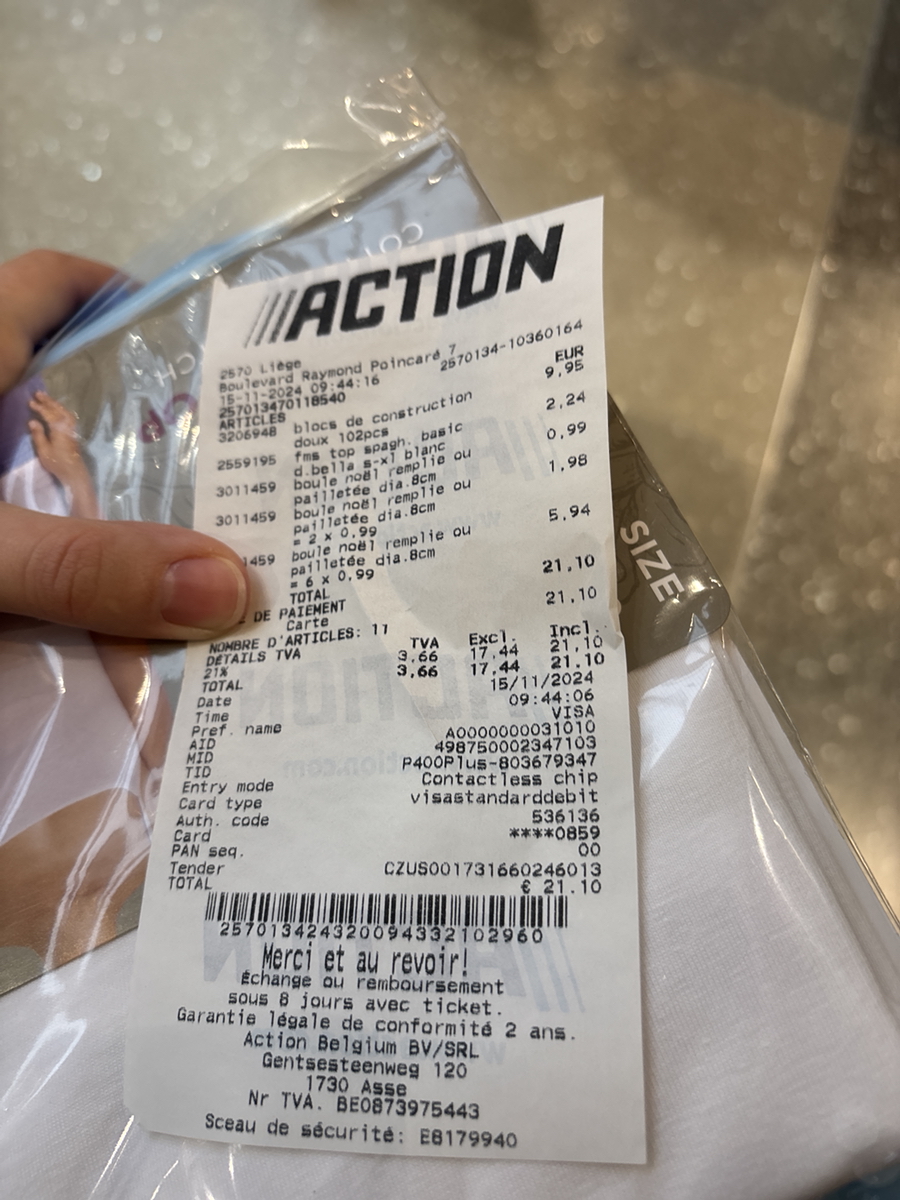 ACTION
2570 Liège
Boulevard Raymond Poincaré 7
15-11-2024 09:44:16 2570134-10360164
257013470118540
ARTICLES EUR
3206948 blocs de construction 9,95
doux 102pcs
2559195 fms top spagh. basic 2,24
d.bella s-xl blanc
3011459 boule noël remplie ou 0,99
pailletée dia.8cm
3011459 boule noël remplie ou 1,98
pailletée dia.8cm
= 2 x 0,99
1459 boule noël remplie ou 5,94
pailletée dia.8cm
= 6 x 0,99
TOTAL 21,10
DE PAIEMENT
Carte 21,10
NOMBRE D'ARTICLES: 11
DÉTAILS TVA TVA Excl. Incl.
21% 3,66 17,44 21,10
TOTAL 3,66 17,44 21.10
Date 15/11/2024
Time 09:44:06
Pref. name VISA
AID A0000000031010
MID 498750002347103
TID P400Plus-803679347
Entry mode Contactless chip
Card type visastandarddebit
Auth. code 536136
Card ****0859
PAN seq. 00
Tender CZUS001731660246013
TOTAL € 21.10
257013424320094332102960
Merci et au revoir!
Échange ou remboursement
sous 8 jours avec ticket.
Garantie légale de conformité 2 ans.
Action Belgium BV/SRL
Gentsesteenweg 120
1730 Asse
Nr TVA. BE0873975443
Sceau de sécurité: E8179940
SIZE